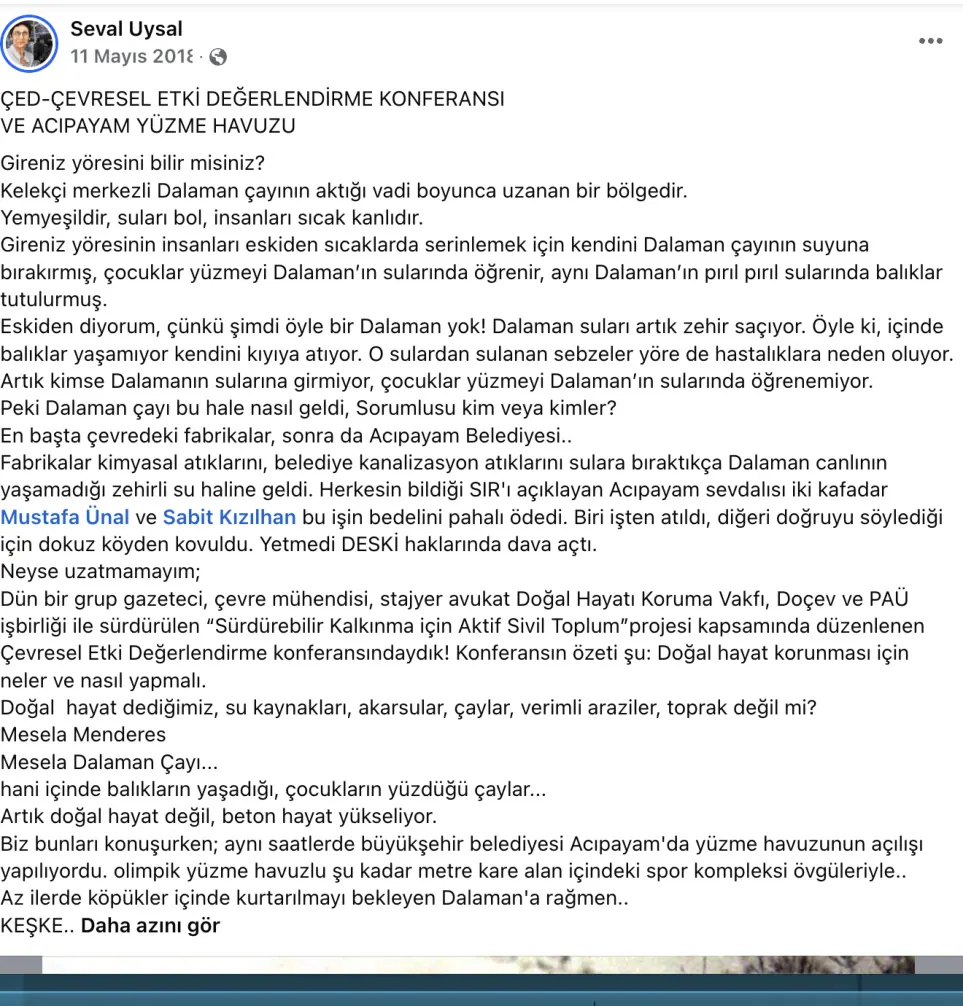 Seval Uysal
11 Mayıs 2018 ·
ÇED-ÇEVRESEL ETKİ DEĞERLENDİRME KONFERANSI
VE ACIPAYAM YÜZME HAVUZU
Gireniz yöresini bilir misiniz?
Kelekçi merkezli Dalaman çayının aktığı vadi boyunca uzanan bir bölgedir.
Yemyeşildir, suları bol, insanları sıcak kanlıdır.
Gireniz yöresinin insanları eskiden sıcaklarda serinlemek için kendini Dalaman çayının suyuna
bırakırmış, çocuklar yüzmeyi Dalaman’ın sularında öğrenir, aynı Dalaman’ın pırıl pırıl sularında balıklar
tutulurmuş.
Eskiden diyorum, çünkü şimdi öyle bir Dalaman yok! Dalaman suları artık zehir saçıyor. Öyle ki, içinde
balıklar yaşamıyor kendini kıyıya atıyor. O sulardan sulanan sebzeler yöre de hastalıklara neden oluyor.
Artık kimse Dalamanın sularına girmiyor, çocuklar yüzmeyi Dalaman’ın sularında öğrenemiyor.
Peki Dalaman çayı bu hale nasıl geldi, Sorumlusu kim veya kimler?
En başta çevredeki fabrikalar, sonra da Acıpayam Belediyesi..
Fabrikalar kimyasal atıklarını, belediye kanalizasyon atıklarını sulara bıraktıkça Dalaman canlının
yaşamadığı zehirli su haline geldi. Herkesin bildiği SIR'ı açıklayan Acıpayam sevdalısı iki kafadar
Mustafa Ünal ve Sabit Kızılhan bu işin bedelini pahalı ödedi. Biri işten atıldı, diğeri doğruyu söylediği
için dokuz köyden kovuldu. Yetmedi DESKİ haklarında dava açtı.
Neyse uzatmamayım;
Dün bir grup gazeteci, çevre mühendisi, stajyer avukat Doğal Hayatı Koruma Vakfı, Doçev ve PAÜ
işbirliği ile sürdürülen “Sürdürebilir Kalkınma için Aktif Sivil Toplum”projesi kapsamında düzenlenen
Çevresel Etki Değerlendirme konferansındaydık! Konferansın özeti şu: Doğal hayat korunması için
neler ve nasıl yapmalı.
Doğal  hayat dediğimiz, su kaynakları, akarsular, çaylar, verimli araziler, toprak değil mi?
Mesela Menderes
Mesela Dalaman Çayı...
hani içinde balıkların yaşadığı, çocukların yüzdüğü çaylar...
Artık doğal hayat değil, beton hayat yükseliyor.
Biz bunları konuşurken; aynı saatlerde büyükşehir belediyesi Acıpayam'da yüzme havuzunun açılışı
yapılıyordu. olimpik yüzme havuzlu şu kadar metre kare alan içindeki spor kompleksi övgüleriyle..
Az ilerde köpükler içinde kurtarılmayı bekleyen Dalaman'a rağmen..
KEŞKE.. Daha azını gör